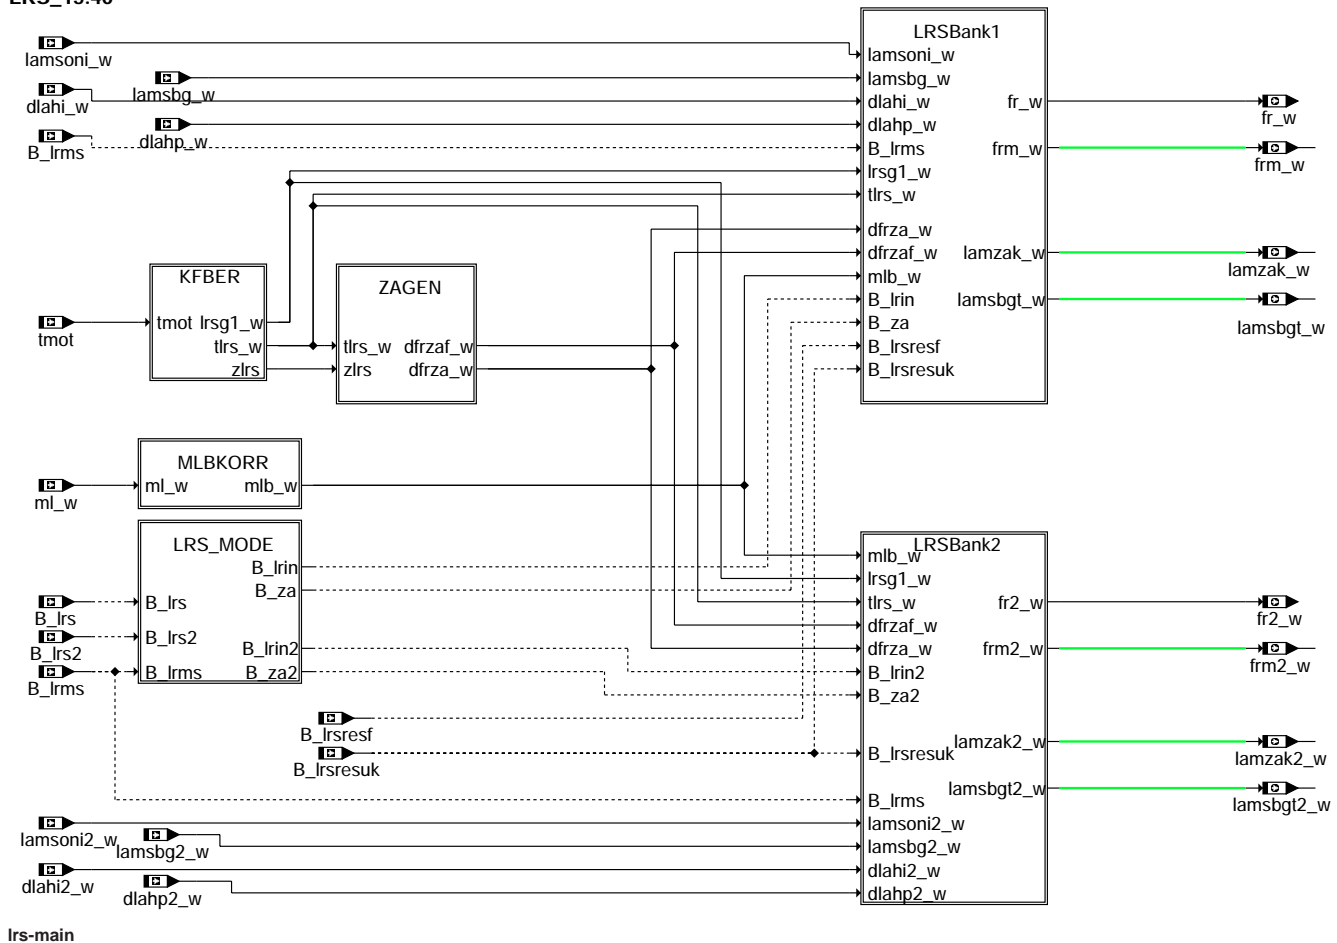 LRSBank1
lamsoni_w
lamsoni_w
lamsbg_w
lamsbg_w
dlahi_w
dlahi_w
fr_w
fr_w
dlahp_w
dlahp_w
B_lrms
B_lrms
frm_w
frm_w
lrsg1_w
tlrs_w
dfrza_w
dfrzaf_w
lamzak_w
lamzak_w
mlb_w
B_lrin
lamsbgt_w
lamsbgt_w
B_za
B_lrsresf
B_lrsresuk
KFBER
tmot
tmot lrsg1_w
tlrs_w
zlrs
ZAGEN
tlrs_w dfrzaf_w
zlrs dfrza_w
MLBKORR
ml_w
ml_w mlb_w
LRS_MODE
B_lrin
B_za
B_lrs
B_lrs
B_lrs2
B_lrs2
B_lrin2
B_lrms
B_lrms B_za2
B_lrsresf
B_lrsresuk
LRSBank2
mlb_w
lrsg1_w
tlrs_w fr2_w
fr2_w
dfrzaf_w
dfrza_w frm2_w
frm2_w
B_lrin2
B_za2
lamzak2_w
lamzak2_w
B_lrsresuk
lamsbgt2_w
lamsbgt2_w
B_lrms
lamsoni2_w
lamsoni2_w
lamsbg2_w
lamsbg2_w
dlahi2_w
dlahi2_w
dlahp2_w
dlahp2_w
lrs-main